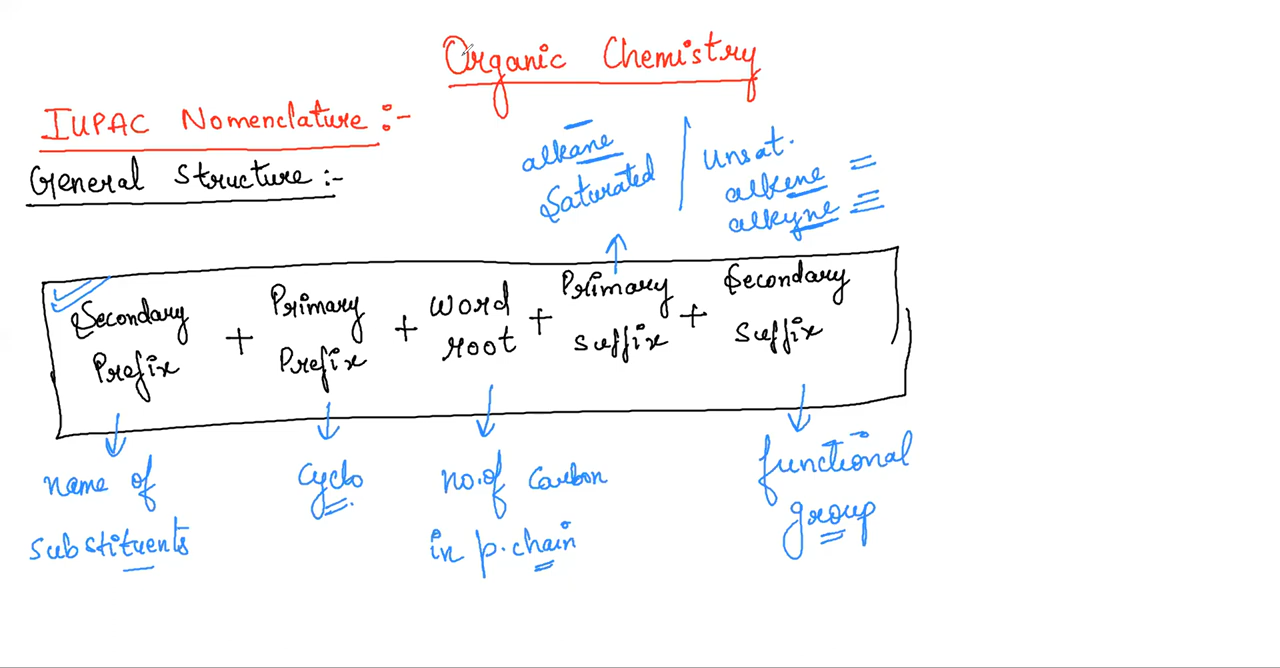 Organic Chemistry
IUPAC Nomenclature :-
General Structure :-
alkane
Saturated
unsat.
alkene =
alkyne ≡
Secondary Prefix + Primary Prefix + word root + Primary suffix + Secondary suffix
name of substituents
cyclo
no. of carbon
in p. chain
functional group